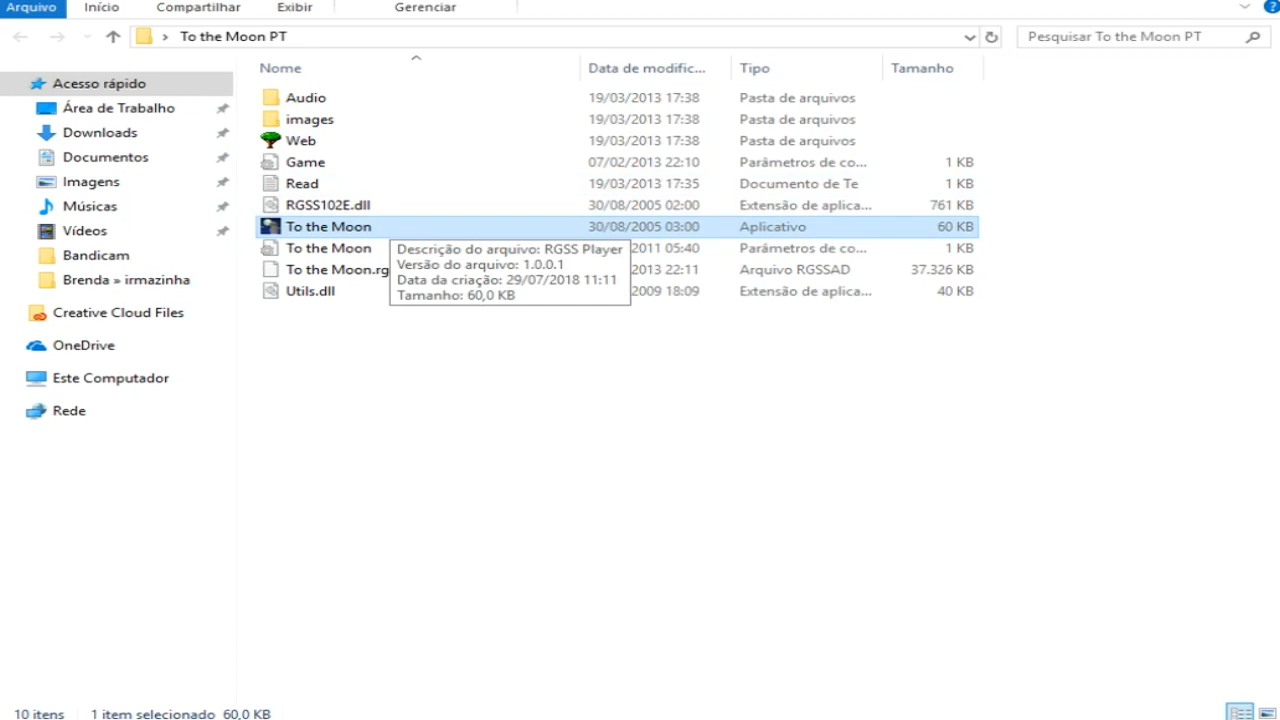 Arquivo Início Compartilhar Exibir Gerenciar
To the Moon PT Pesquisar To the Moon PT
Nome Data de modific... Tipo Tamanho
Acesso rápido
Área de Trabalho
Downloads
Documentos
Imagens
Músicas
Vídeos
Bandicam
Brenda » irmazinha
Creative Cloud Files
OneDrive
Este Computador
Rede
Audio 19/03/2013 17:38 Pasta de arquivos
images 19/03/2013 17:38 Pasta de arquivos
Web 19/03/2013 17:38 Pasta de arquivos
Game 07/02/2013 22:10 Parâmetros de co... 1 KB
Read 19/03/2013 17:35 Documento de Te 1 KB
RGSS102E.dll 30/08/2005 02:00 Extensão de aplica... 761 KB
To the Moon 30/08/2005 03:00 Aplicativo 60 KB
To the Moon 2011 05:40 Parâmetros de co... 1 KB
To the Moon.rg 2013 22:11 Arquivo RGSSAD 37.326 KB
Utils.dll 2009 18:09 Extensão de aplica... 40 KB
Descrição do arquivo: RGSS Player
Versão do arquivo: 1.0.0.1
Data da criação: 29/07/2018 11:11
Tamanho: 60,0 KB
10 itens 1 item selecionado 60,0 KB